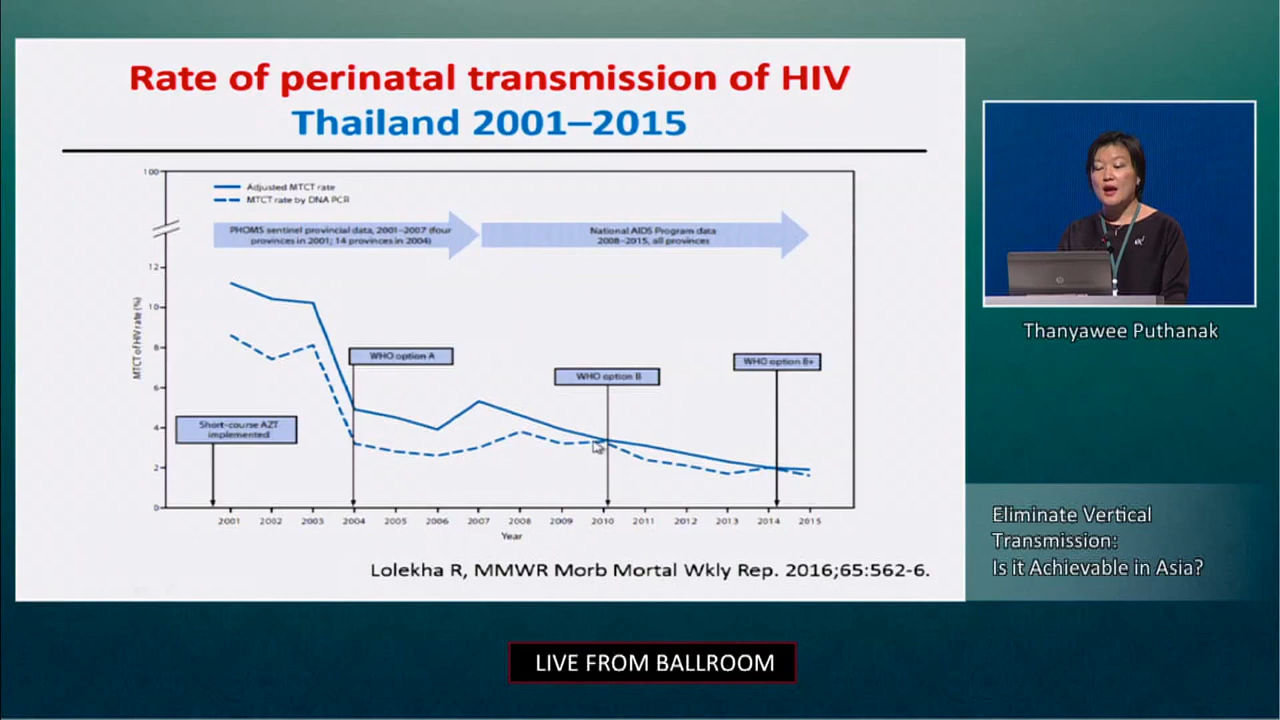 Rate of perinatal transmission of HIV
Thailand 2001–2015
100
Adjusted MTCT rate
MTCT rate by DNA PCR
PHOMS sentinel provincial data, 2001–2007 (four
provinces in 2001; 14 provinces in 2004)
National AIDS Program data
2008–2015, all provinces
12
10
8
6
4
2
0
MTCT of HIV rate (%)
WHO option A
WHO option B
WHO option B+
Short-course AZT
implemented
2001 2002 2003 2004 2005 2006 2007 2008 2009 2010 2011 2012 2013 2014 2015
Year
Lolekha R, MMWR Morb Mortal Wkly Rep. 2016;65:562-6.
Thanyawee Puthanak
Eliminate Vertical
Transmission:
Is it Achievable in Asia?
LIVE FROM BALLROOM